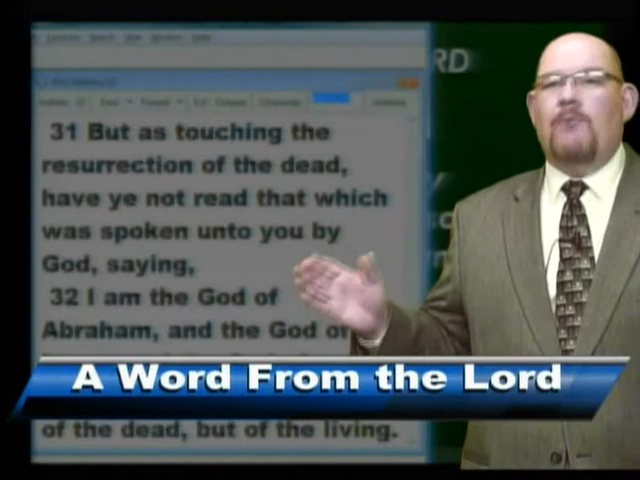 RD
31 But as touching the
resurrection of the dead,
have ye not read that which
was spoken unto you by
God, saying,
32 I am the God of
Abraham, and the God of
A Word From the Lord
of the dead, but of the living.